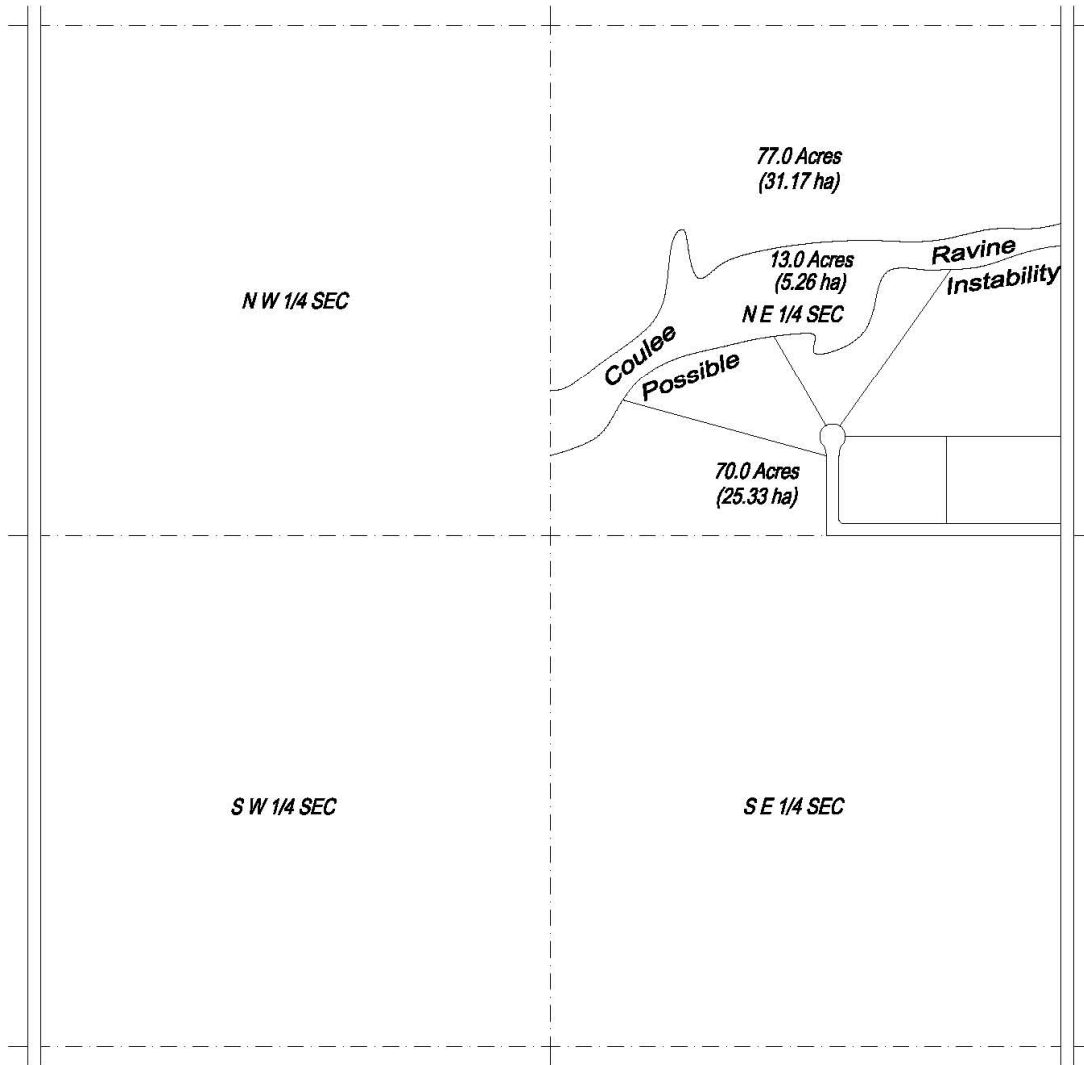 77.0 Acres
(31.17 ha)
Ravine
13.0 Acres
(5.26 ha)
Instability
N W 1/4 SEC
N E 1/4 SEC
Coulee
Possible
70.0 Acres
(25.33 ha)
S W 1/4 SEC
S E 1/4 SEC